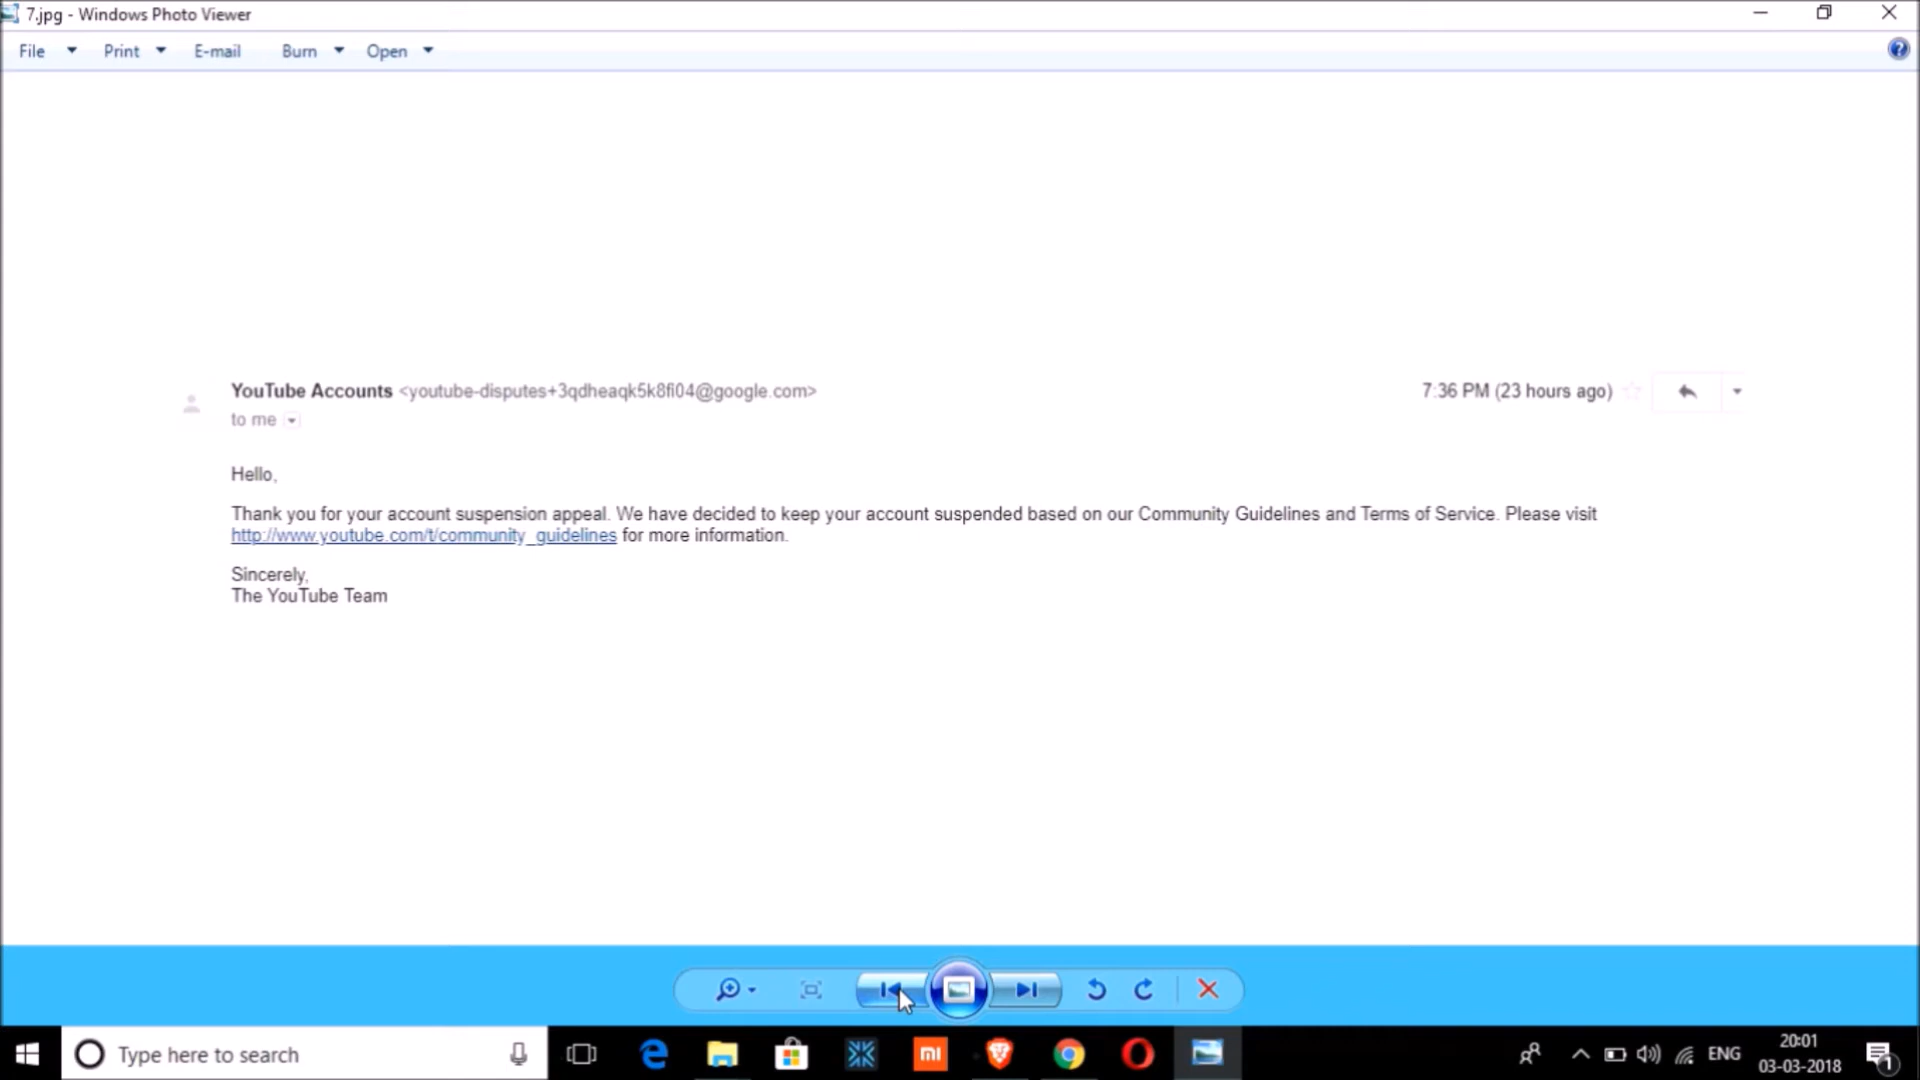 7.jpg - Windows Photo Viewer
File Print E-mail Burn Open
YouTube Accounts <youtube-disputes+3qdheaqk5k8fi04@google.com> 7:36 PM (23 hours ago)
to me
Hello,
Thank you for your account suspension appeal. We have decided to keep your account suspended based on our Community Guidelines and Terms of Service. Please visit
http://www.youtube.com/t/community_guidelines for more information.
Sincerely,
The YouTube Team
Type here to search
mi
ENG
20:01
03-03-2018
1